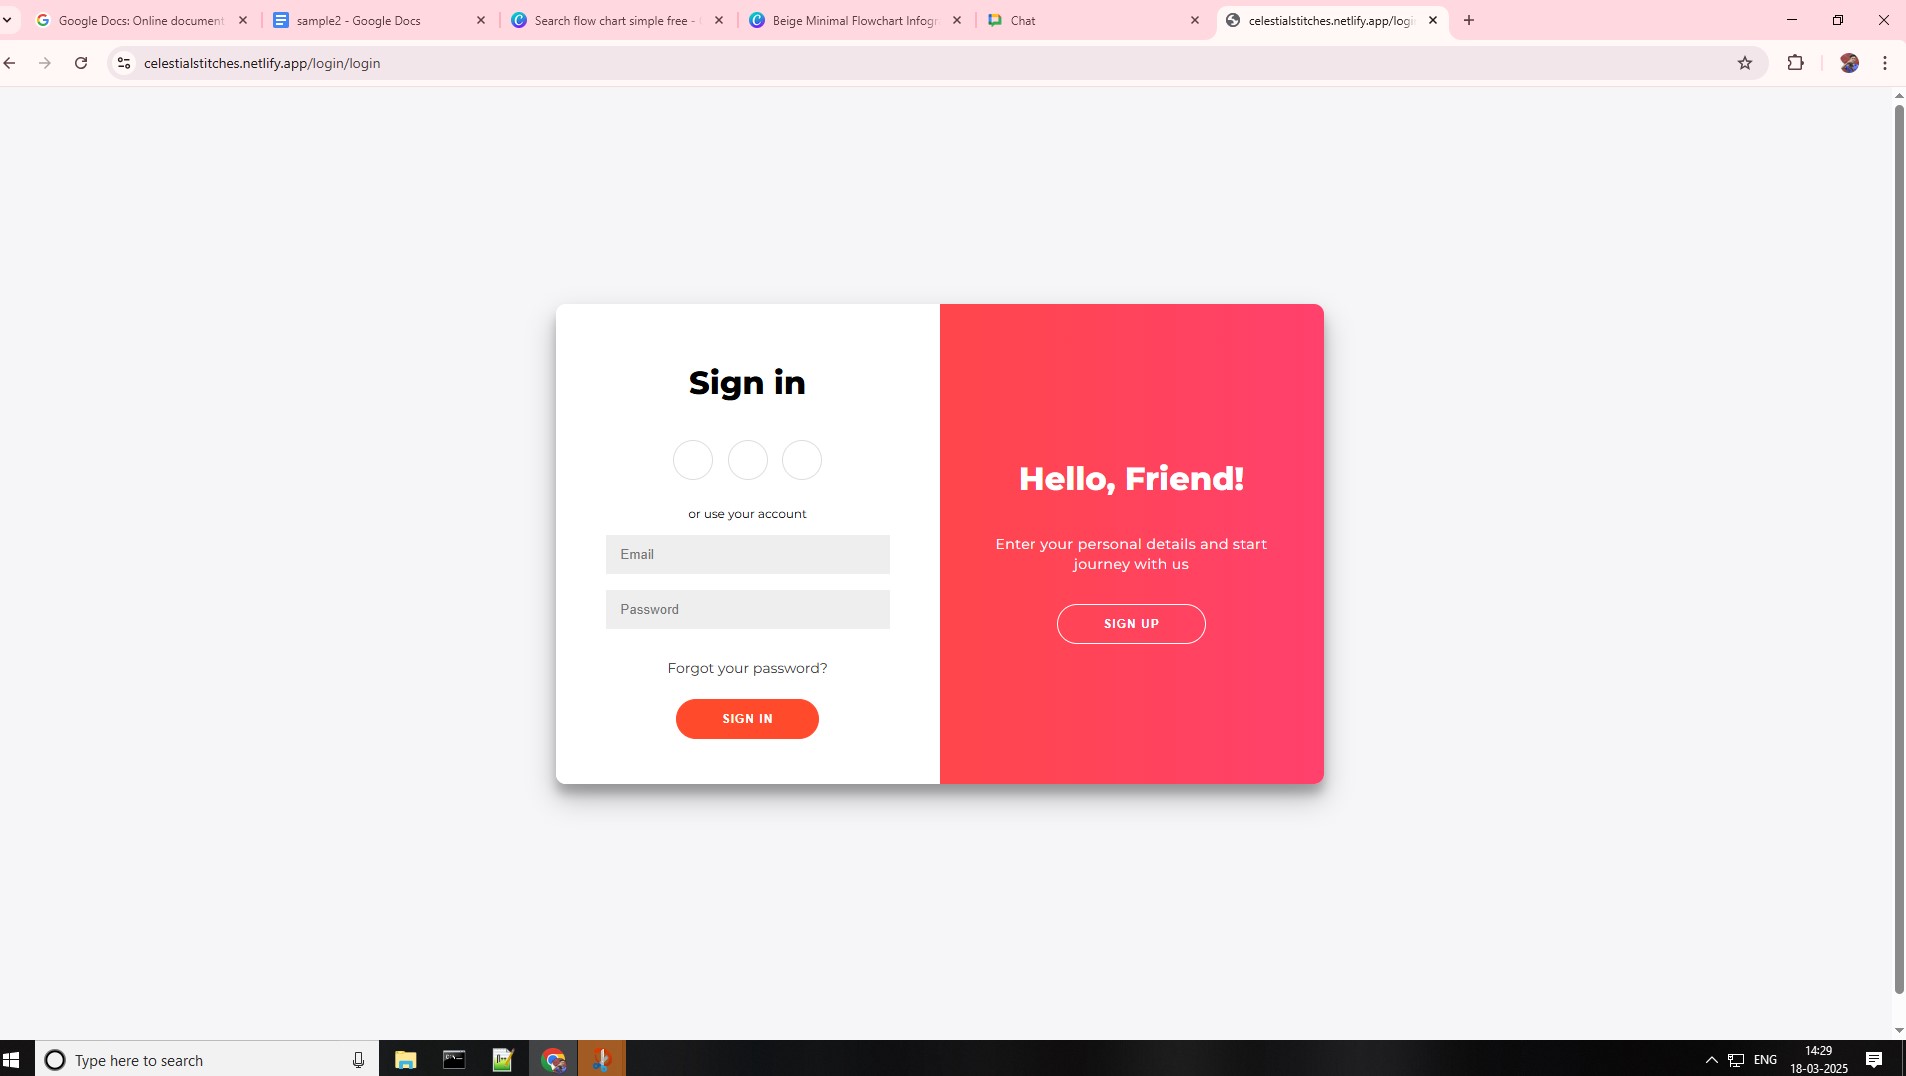 Google Docs: Online document
sample2 - Google Docs
Search flow chart simple free -
Beige Minimal Flowchart Infogr
Chat
celestialstitches.netlify.app/logi
celestialstitches.netlify.app/login/login
Sign in
or use your account
Email
Password
Forgot your password?
SIGN IN
Hello, Friend!
Enter your personal details and start
journey with us
SIGN UP
Type here to search
ENG
14:29
18-03-2025